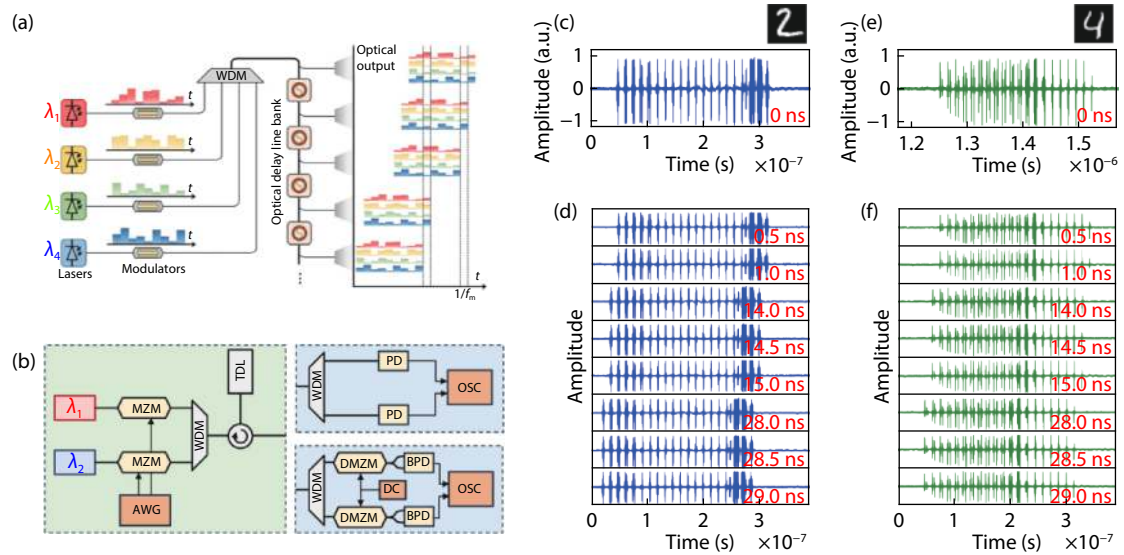 (a)
Optical output
WDM
t
t
t
t
λ1
λ2
λ3
λ4
Lasers
Modulators
Optical delay line bank
1/fm
t
(b)
λ1
λ2
MZM
MZM
AWG
WDM
TDL
WDM
PD
PD
OSC
WDM
DMZM
DMZM
DC
BPD
BPD
OSC
(c)
2
Amplitude (a.u.)
1
0
−1
0 ns
0 1 2 3
Time (s) ×10⁻⁷
(d)
Amplitude
0.5 ns
1.0 ns
14.0 ns
14.5 ns
15.0 ns
28.0 ns
28.5 ns
29.0 ns
0 1 2 3
Time (s) ×10⁻⁷
(e)
4
Amplitude (a.u.)
1
0
−1
0 ns
1.2 1.3 1.4 1.5
Time (s) ×10⁻⁶
(f)
Amplitude
0.5 ns
1.0 ns
14.0 ns
14.5 ns
15.0 ns
28.0 ns
28.5 ns
29.0 ns
0 1 2 3
Time (s) ×10⁻⁷